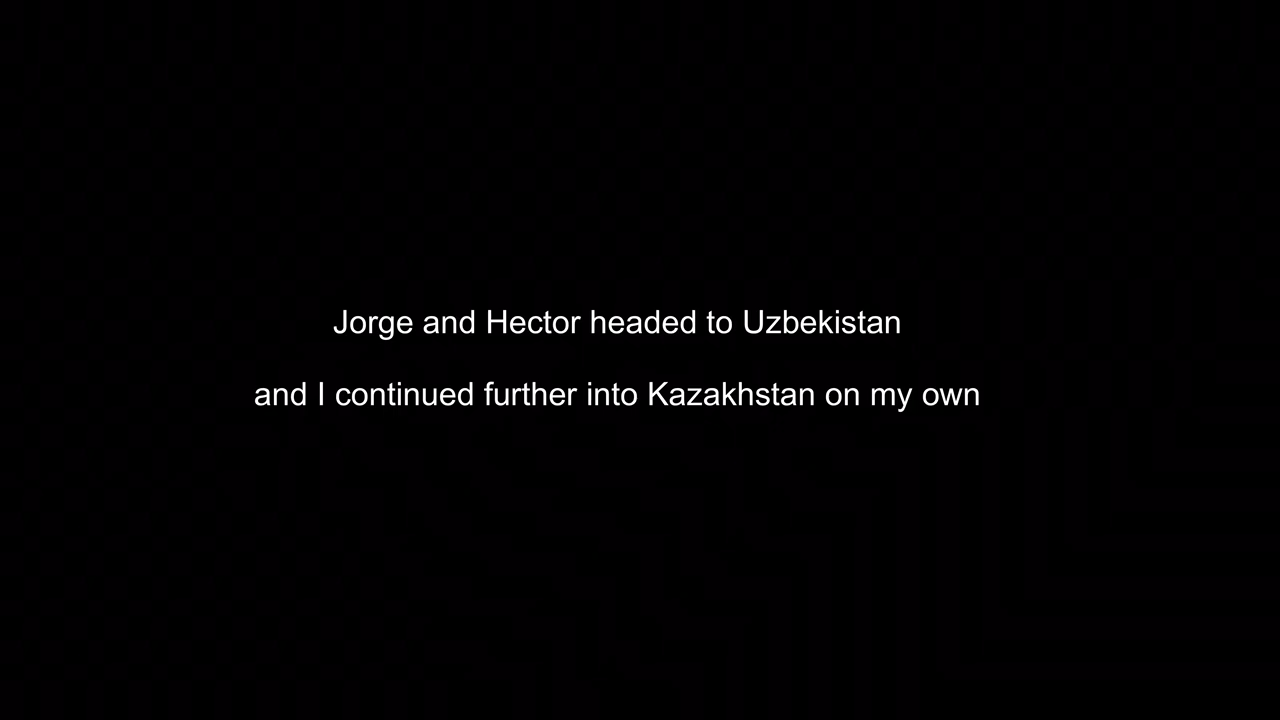 Jorge and Hector headed to Uzbekistan
and I continued further into Kazakhstan on my own